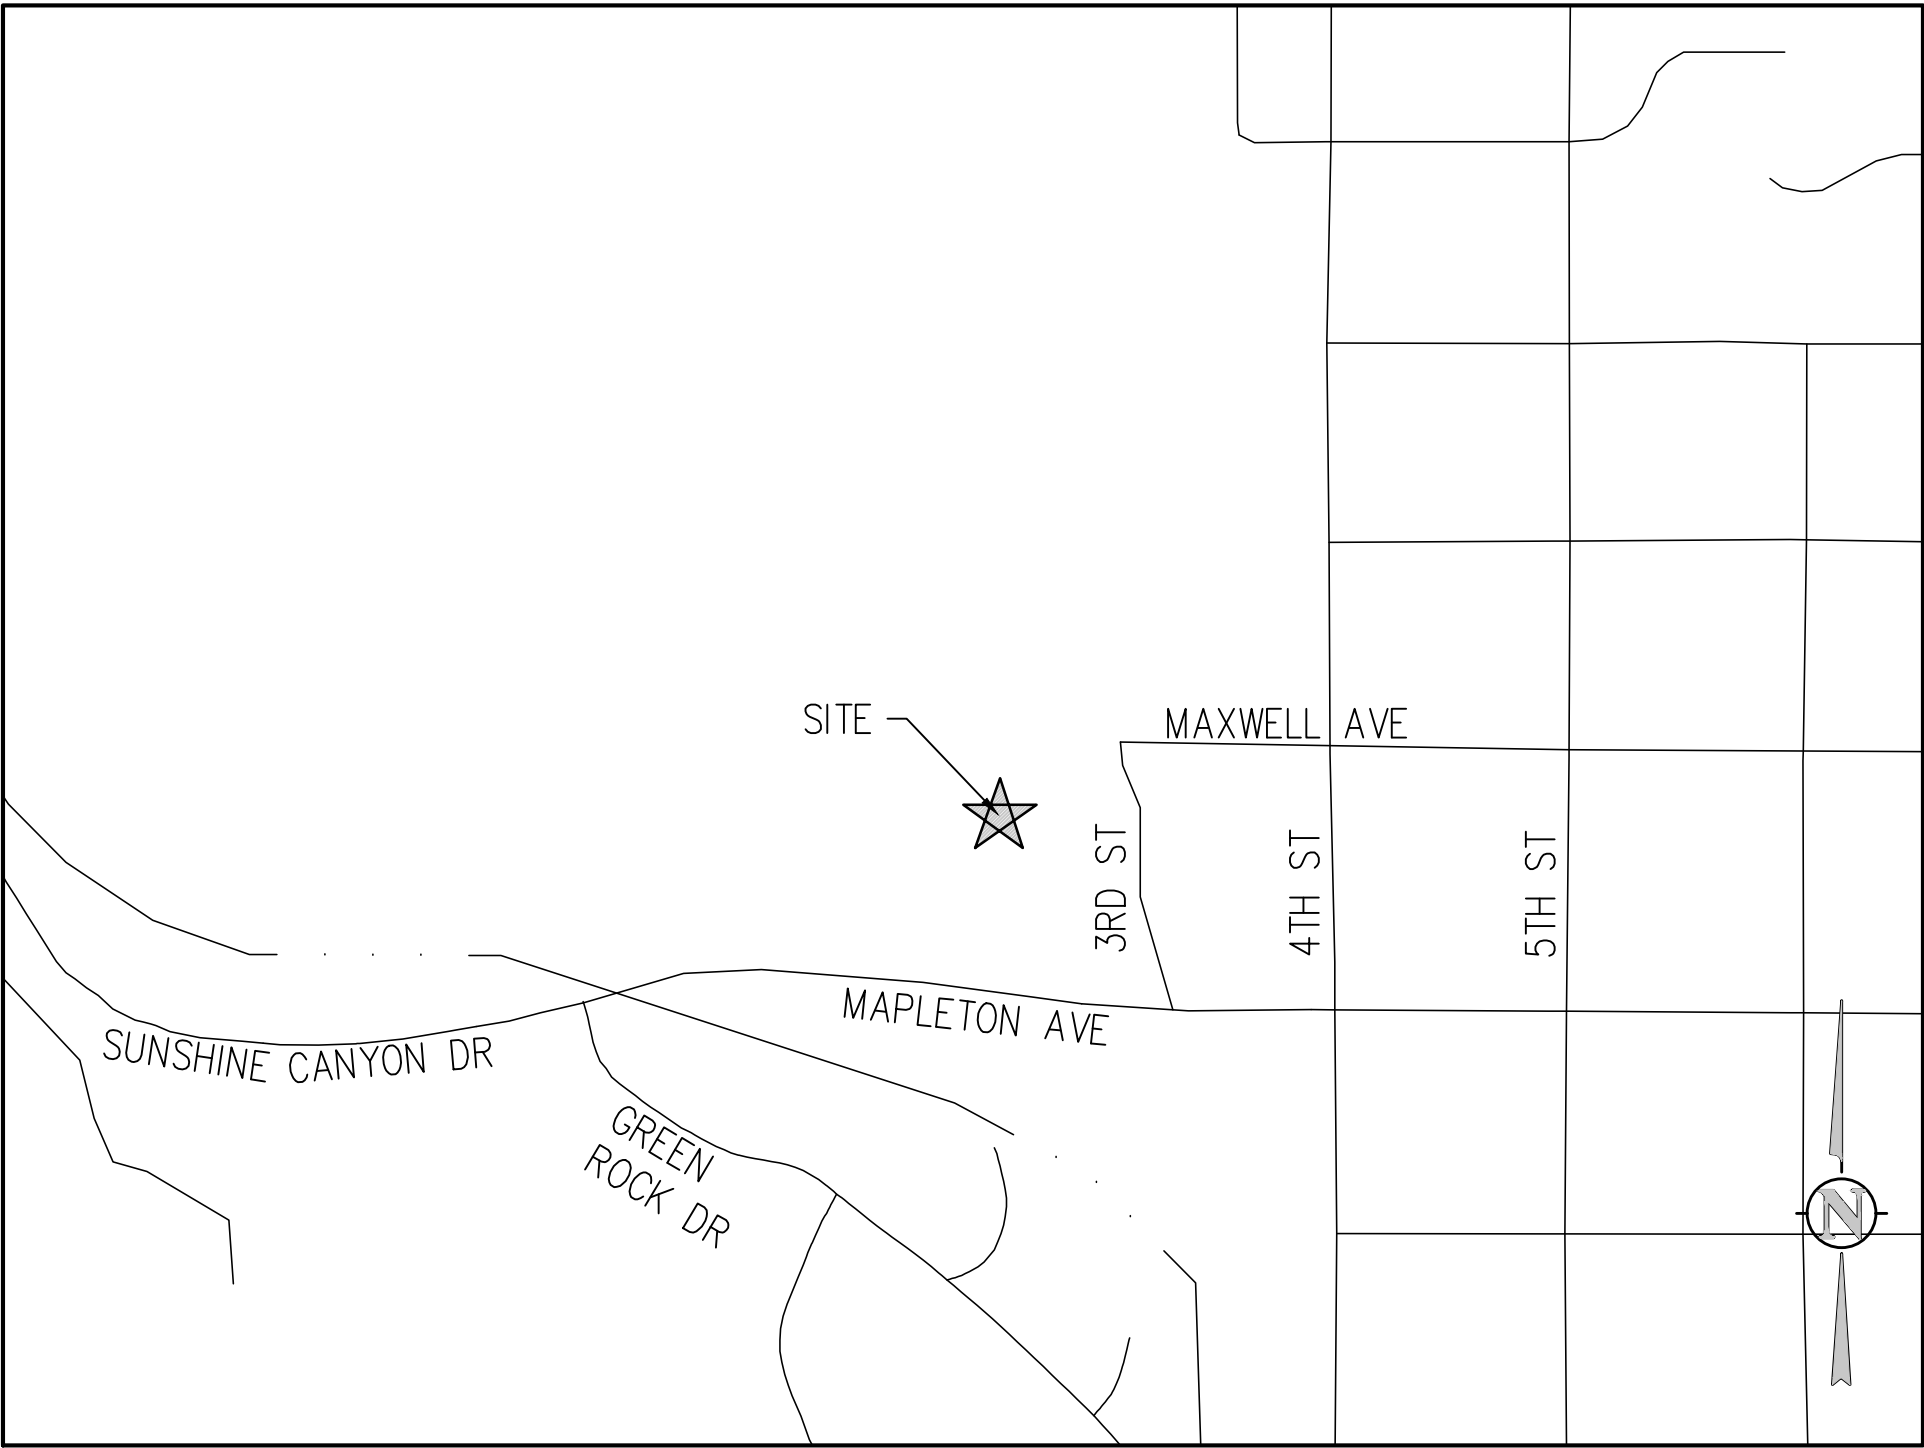 SITE
MAXWELL AVE
3RD ST
4TH ST
5TH ST
MAPLETON AVE
SUNSHINE CANYON DR
GREEN
ROCK DR
N